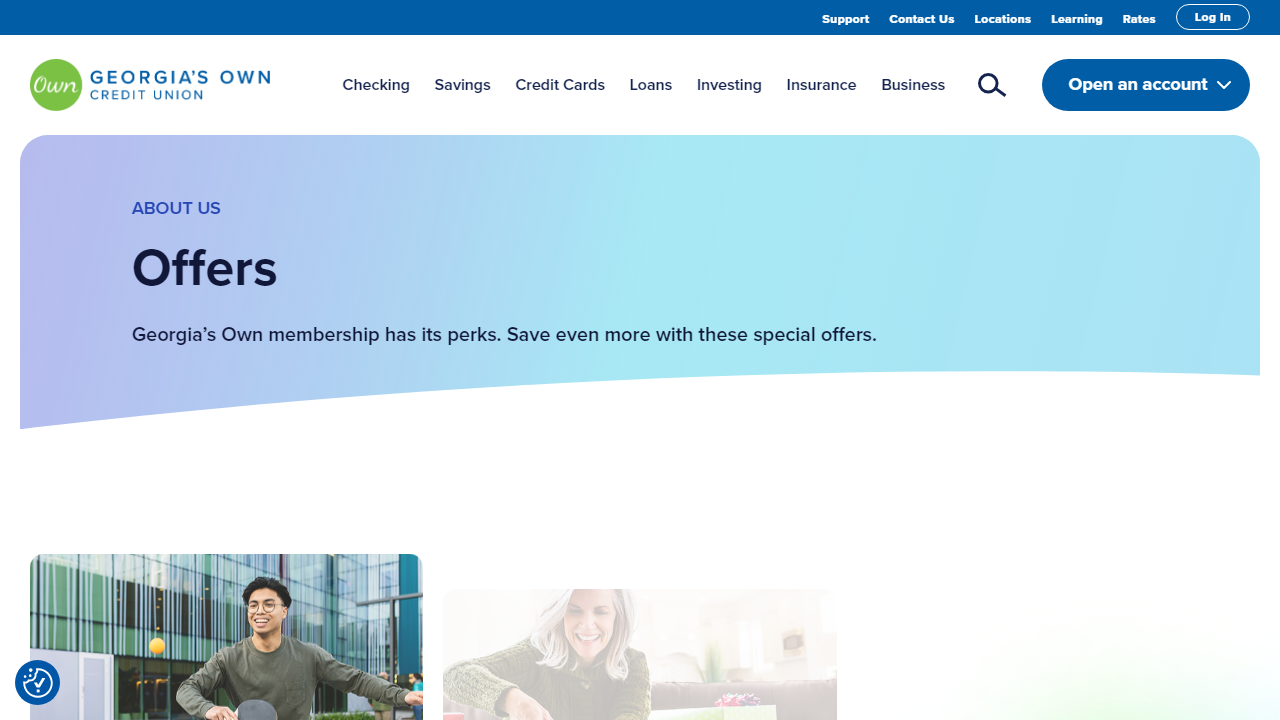 Support Contact Us Locations Learning Rates Log In
Own GEORGIA'S OWN
CREDIT UNION
Checking Savings Credit Cards Loans Investing Insurance Business Open an account
ABOUT US
Offers
Georgia’s Own membership has its perks. Save even more with these special offers.